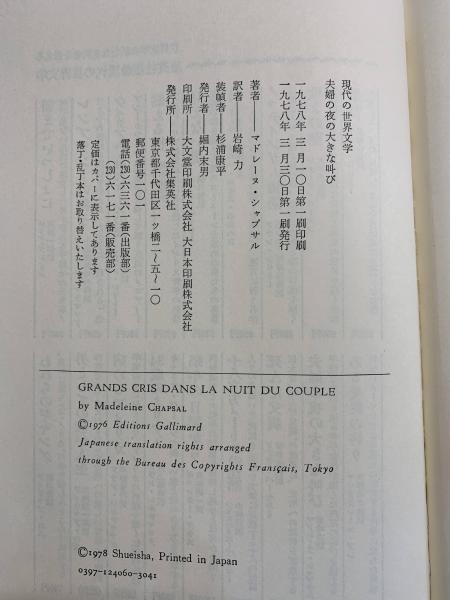 現代の世界文学
夫婦の夜の大きな叫び
一九七八年 三月 一〇日第一刷印刷
一九七八年 三月三〇日第一刷発行
著者――マドレーヌ・シャプサル
訳者――岩崎 力
装幀者――杉浦康平
発行者――堀内末男
印刷所――大文堂印刷株式会社 大日本印刷株式会社
発行所――株式会社集英社
東京都千代田区一ツ橋二〜五〜一〇
郵便番号一〇一
電話(230)六三六一番(出版部)
(230)六一七一番(販売部)
定価はカバーに表示してあります
落丁・乱丁本はお取り替えいたします
GRANDS CRIS DANS LA NUIT DU COUPLE
by Madeleine CHAPSAL
©1976 Editions Gallimard
Japanese translation rights arranged
through the Bureau des Copyrights Franşçais, Tokyo
©1978 Shueisha, Printed in Japan
0397-124060-3041